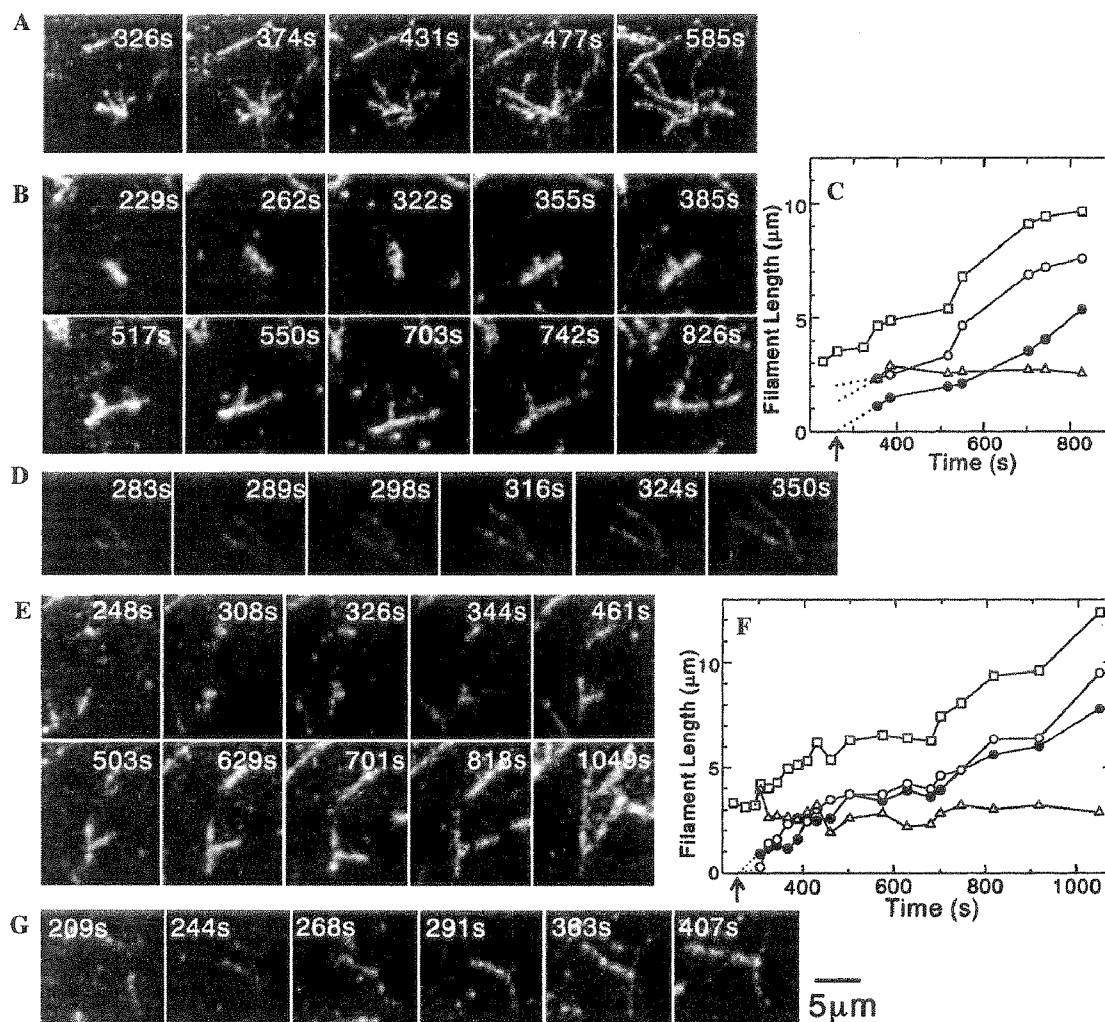 A
326s 374s 431s 477s 585s
B
229s 262s 322s 355s 385s
517s 550s 703s 742s 826s
C
Filament Length (μm)
10
5
0
400 600 800
Time (s)
D
283s 289s 298s 316s 324s 350s
E
248s 308s 326s 344s 461s
503s 629s 701s 818s 1049s
F
Filament Length (μm)
10
5
0
400 600 800 1000
Time (s)
G
209s 244s 268s 291s 383s 407s
5μm